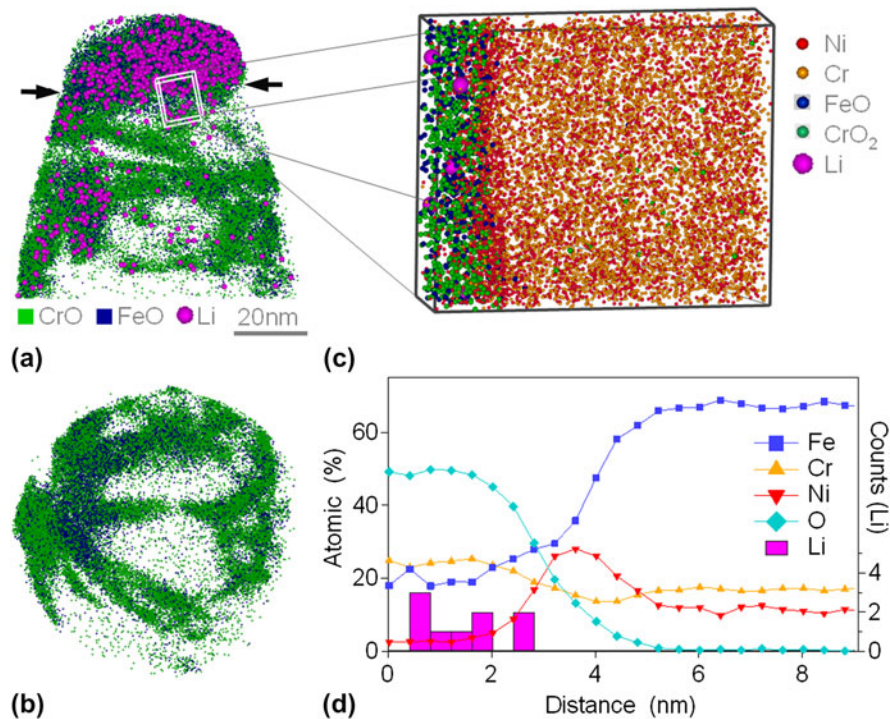 Ni
Cr
FeO
CrO₂
Li
CrO FeO Li 20nm
(a)
(c)
(b)
Atomic (%)
60
40
20
0
Fe
Cr
Ni
O
Li
Counts (Li)
4
2
0
0 2 4 6 8
Distance (nm)
(d)